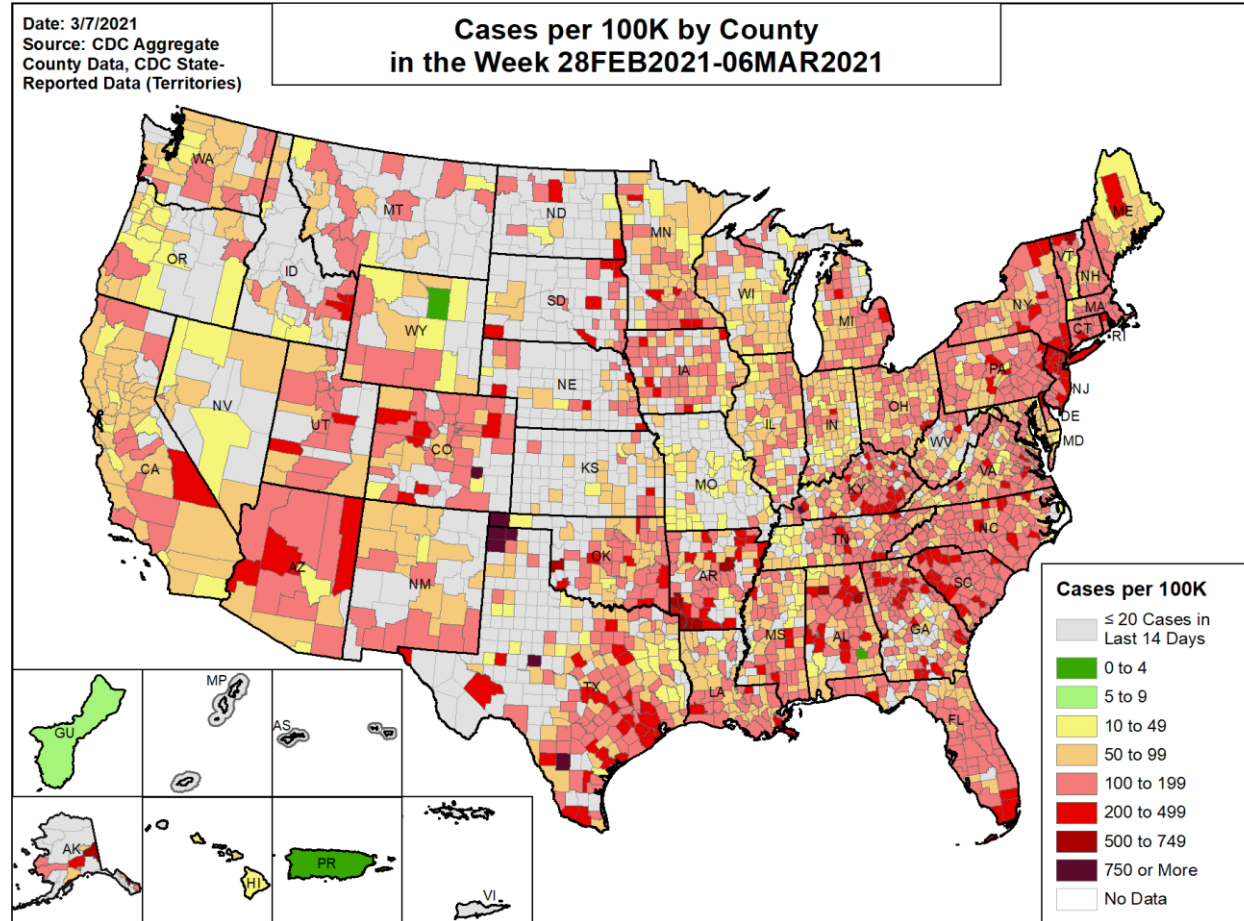 Date: 3/7/2021
Source: CDC Aggregate
County Data, CDC State-
Reported Data (Territories)
Cases per 100K by County
in the Week 28FEB2021-06MAR2021
WA
MT
ND
MN
ME
OR
ID
SD
WI
VT
NH
NY
MA
WY
MI
CT
RI
NV
NE
IA
PA
NJ
UT
CO
IL
IN
OH
DE
MD
WV
CA
KS
MO
VA
KY
AZ
NM
OK
AR
TN
NC
SC
MS
AL
GA
TX
LA
FL
MP
GU
AS
AK
HI
PR
VI
Cases per 100K
≤ 20 Cases in
Last 14 Days
0 to 4
5 to 9
10 to 49
50 to 99
100 to 199
200 to 499
500 to 749
750 or More
No Data